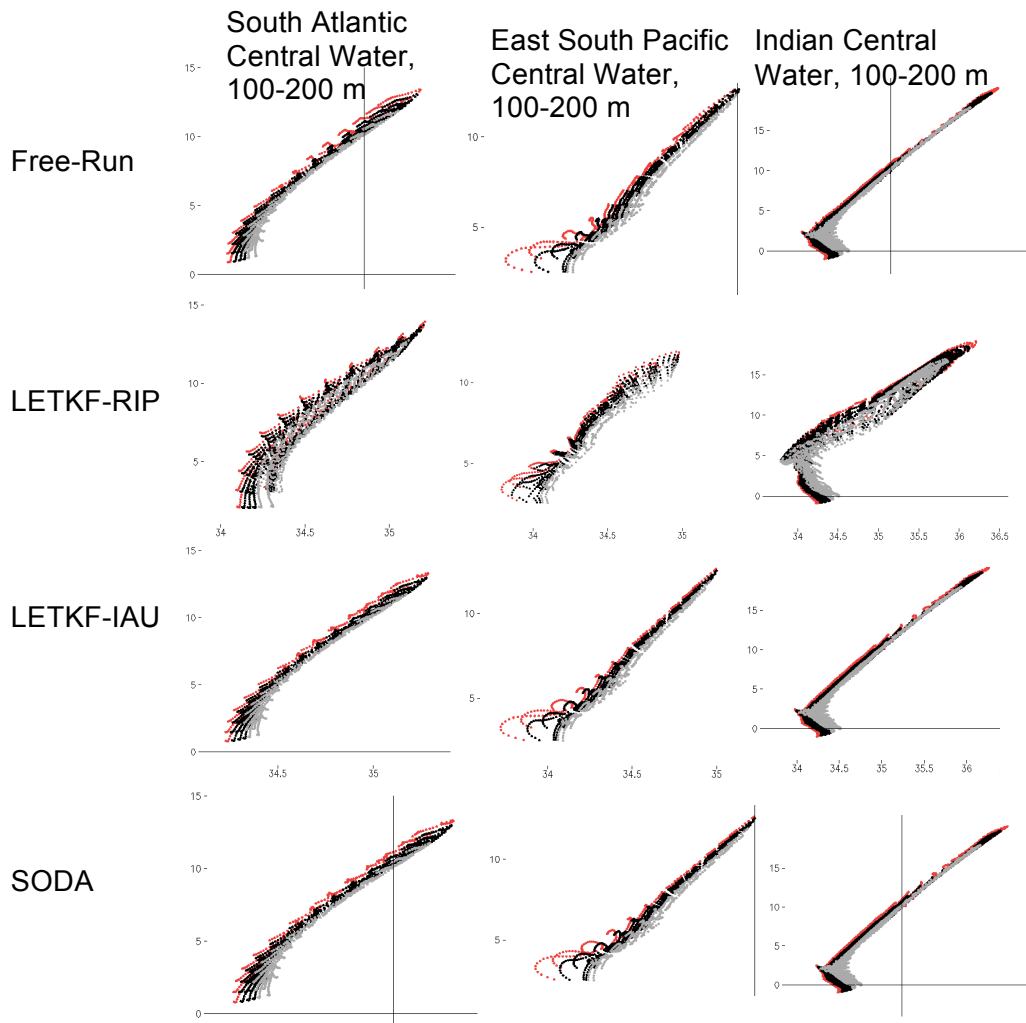 South Atlantic
Central Water,
100-200 m
East South Pacific
Central Water,
100-200 m
Indian Central
Water, 100-200 m
Free-Run
15
10
5
0
10
5
20
15
10
5
0
LETKF-RIP
15
10
5
34 34.5 35
10
5
34 35
15
10
5
0
34 34.5 35 35.5 36 36.5
LETKF-IAU
15
10
5
0
34.5 35
10
5
34 34.5 35
15
10
5
0
34 34.5 35 35.5 36
SODA
15
10
5
0
10
5
20
15
10
5
0